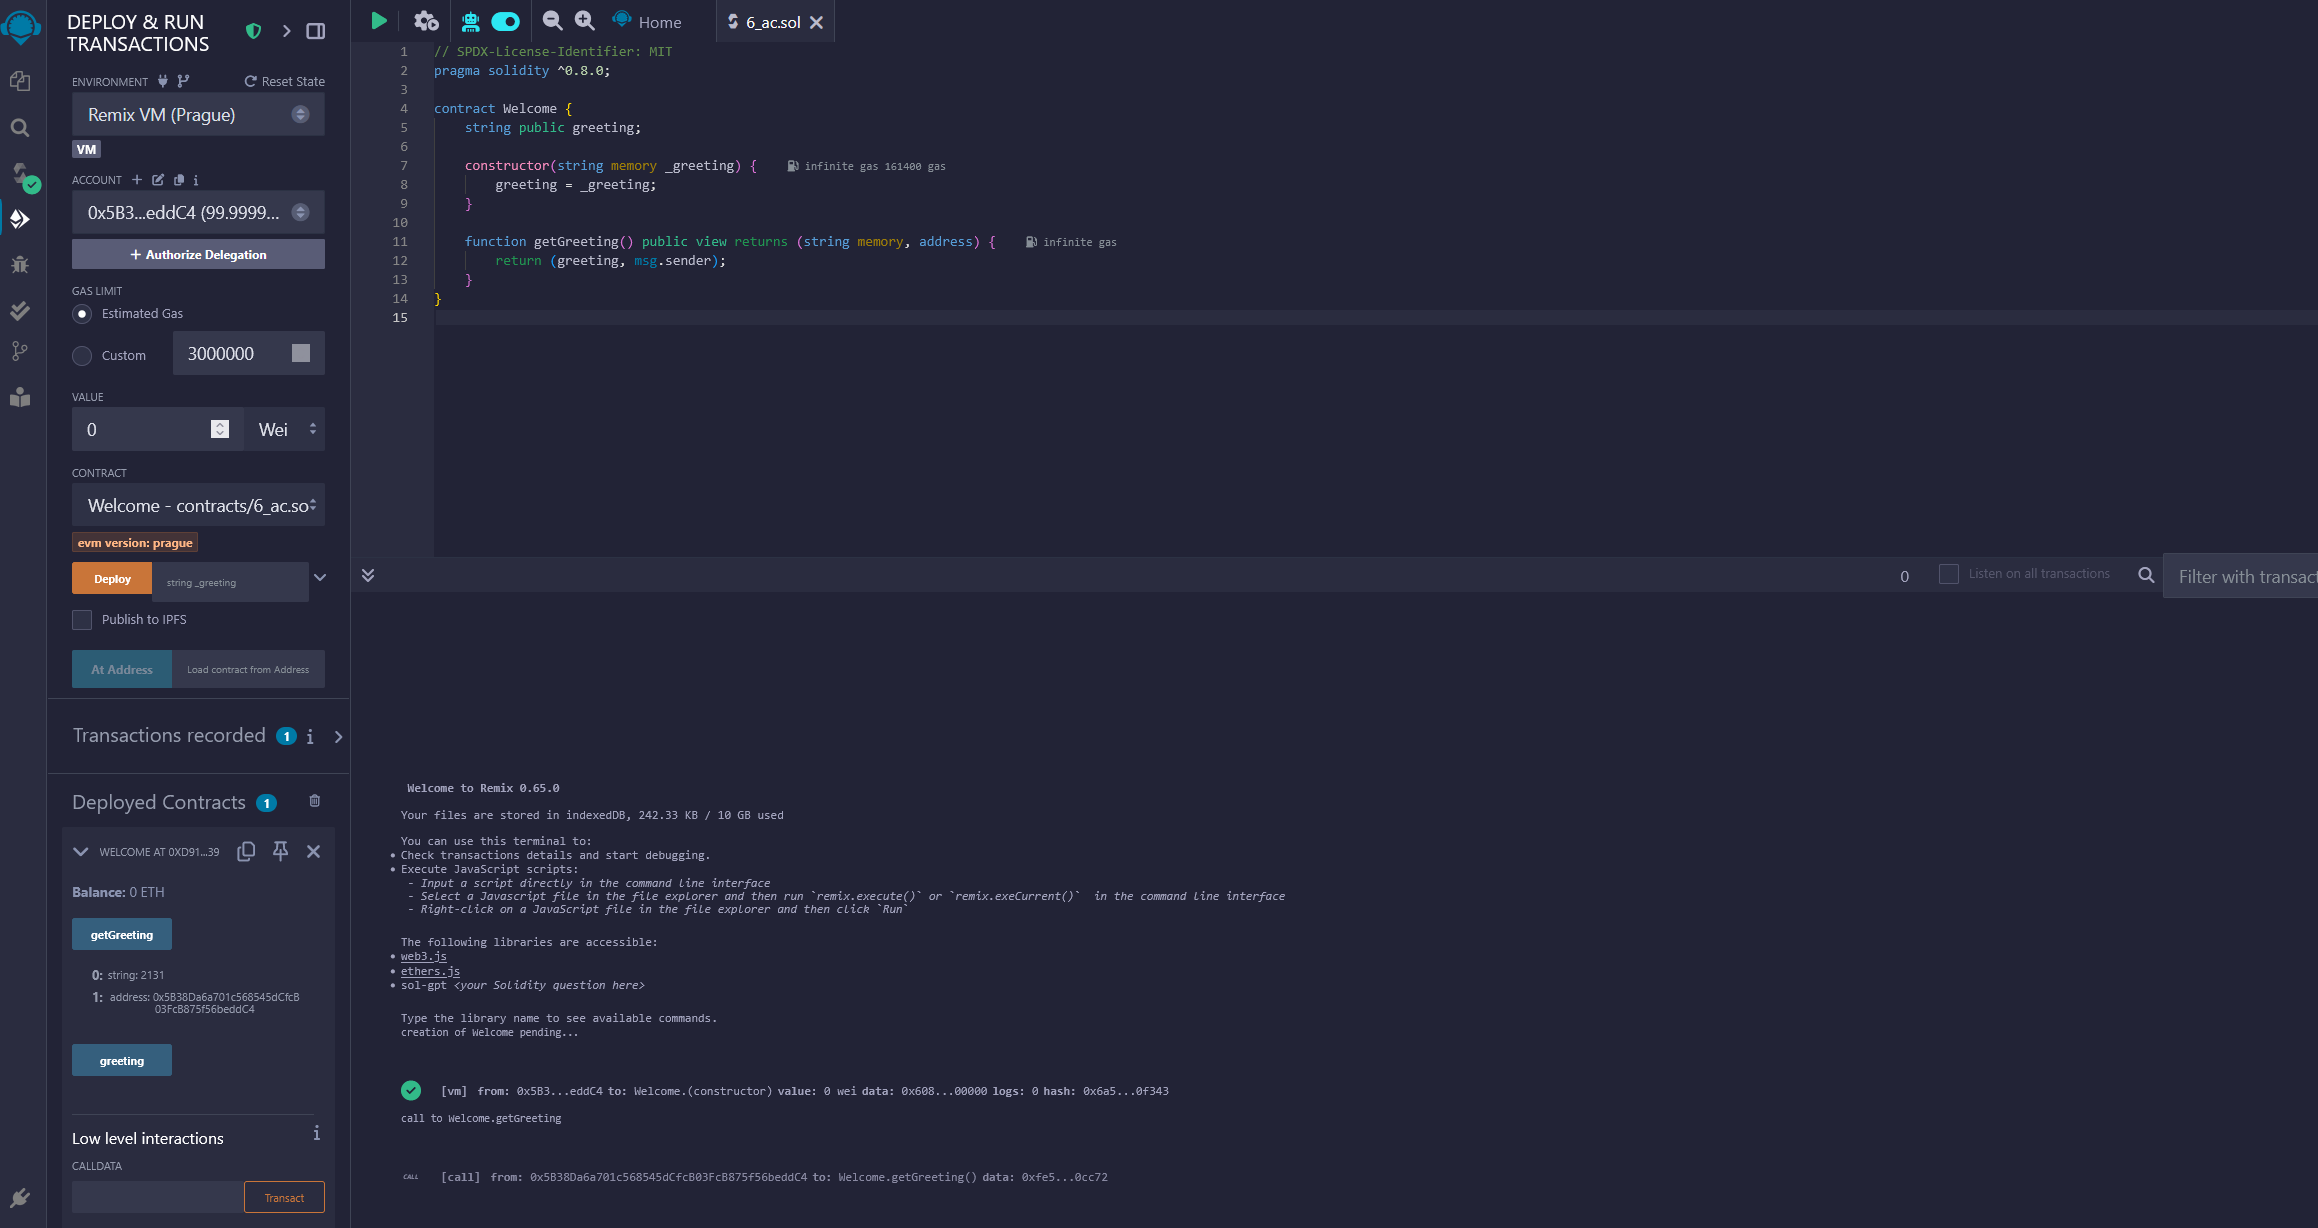 DEPLOY & RUN
TRANSACTIONS
ENVIRONMENT
Reset State
Remix VM (Prague)
VM
ACCOUNT
0x5B3...eddC4 (99.9999...
+ Authorize Delegation
GAS LIMIT
Estimated Gas
Custom
3000000
VALUE
0
Wei
CONTRACT
Welcome - contracts/6_ac.so
evm version: prague
Deploy
string _greeting
Publish to IPFS
At Address
Load contract from Address
Transactions recorded 1 i
Deployed Contracts 1
WELCOME AT 0XD91...39
Balance: 0 ETH
getGreeting
0: string: 2131
1: address: 0x5B38Da6a701c568545dCfcB
03FcB875f56beddC4
greeting
Low level interactions
i
CALLDATA
Transact
Home
6_ac.sol
1 // SPDX-License-Identifier: MIT
2 pragma solidity ^0.8.0;
3
4 contract Welcome {
5 string public greeting;
6
7 constructor(string memory _greeting) { infinite gas 161400 gas
8 greeting = _greeting;
9 }
10
11 function getGreeting() public view returns (string memory, address) { infinite gas
12 return (greeting, msg.sender);
13 }
14 }
15
0
Listen on all transactions
Filter with transact
Welcome to Remix 0.65.0
Your files are stored in indexedDB, 242.33 KB / 10 GB used
You can use this terminal to:
• Check transactions details and start debugging.
• Execute JavaScript scripts:
- Input a script directly in the command line interface
- Select a Javascript file in the file explorer and then run `remix.execute()` or `remix.exeCurrent()` in the command line interface
- Right-click on a JavaScript file in the file explorer and then click `Run`
The following libraries are accessible:
• web3.js
• ethers.js
• sol-gpt <your Solidity question here>
Type the library name to see available commands.
creation of Welcome pending...
[vm] from: 0x5B3...eddC4 to: Welcome.(constructor) value: 0 wei data: 0x608...00000 logs: 0 hash: 0x6a5...0f343
call to Welcome.getGreeting
CALL [call] from: 0x5B38Da6a701c568545dCfcB03FcB875f56beddC4 to: Welcome.getGreeting() data: 0xfe5...0cc72